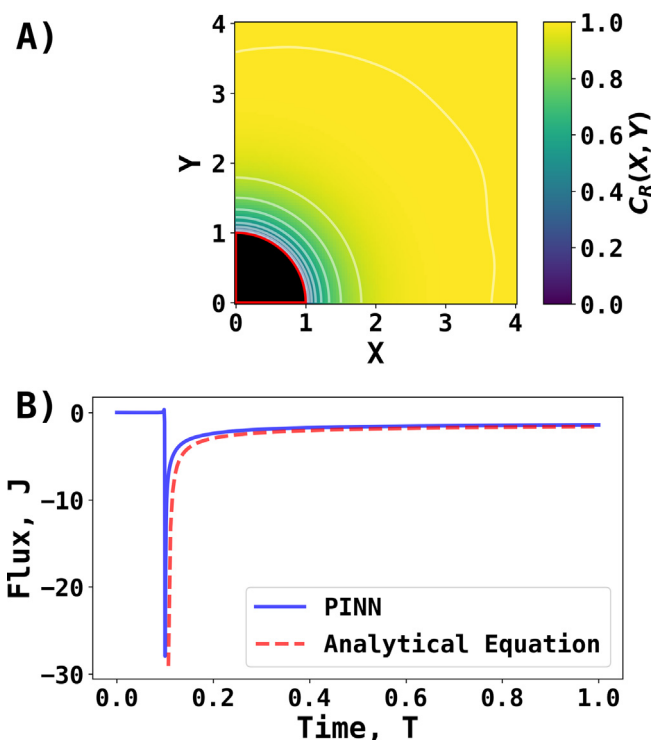 A)
4
3
2
1
0
Y
0 1 2 3 4
X
1.0
0.8
0.6
0.4
0.2
0.0
C_R(X, Y)
B)
0
−10
−20
−30
Flux, J
PINN
Analytical Equation
0.0 0.2 0.4 0.6 0.8 1.0
Time, T